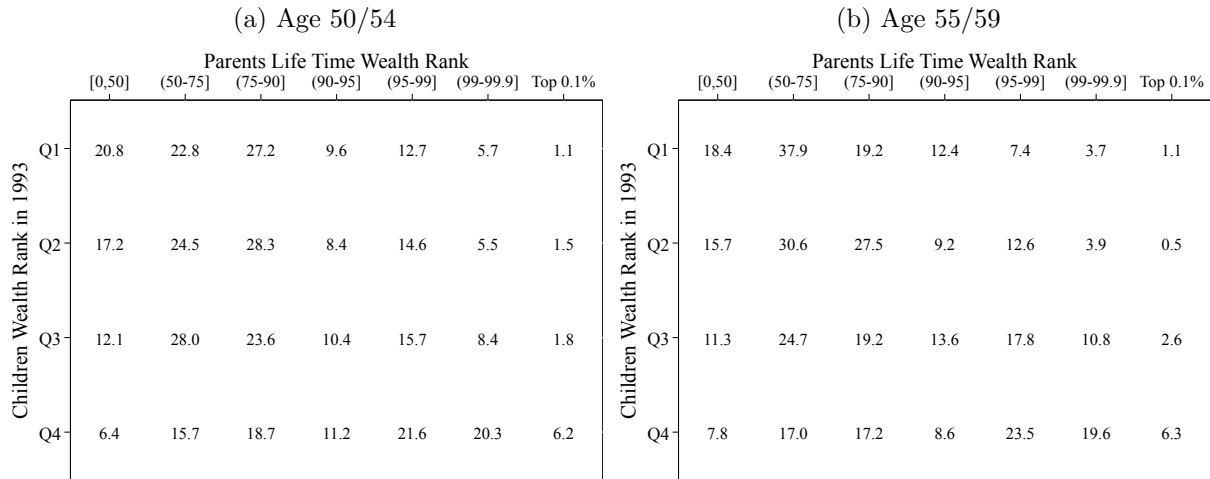 (a) Age 50/54
Parents Life Time Wealth Rank
[0,50] (50-75] (75-90] (90-95] (95-99] (99-99.9] Top 0.1%
Children Wealth Rank in 1993
Q1 20.8 22.8 27.2 9.6 12.7 5.7 1.1
Q2 17.2 24.5 28.3 8.4 14.6 5.5 1.5
Q3 12.1 28.0 23.6 10.4 15.7 8.4 1.8
Q4 6.4 15.7 18.7 11.2 21.6 20.3 6.2
(b) Age 55/59
Parents Life Time Wealth Rank
[0,50] (50-75] (75-90] (90-95] (95-99] (99-99.9] Top 0.1%
Children Wealth Rank in 1993
Q1 18.4 37.9 19.2 12.4 7.4 3.7 1.1
Q2 15.7 30.6 27.5 9.2 12.6 3.9 0.5
Q3 11.3 24.7 19.2 13.6 17.8 10.8 2.6
Q4 7.8 17.0 17.2 8.6 23.5 19.6 6.3